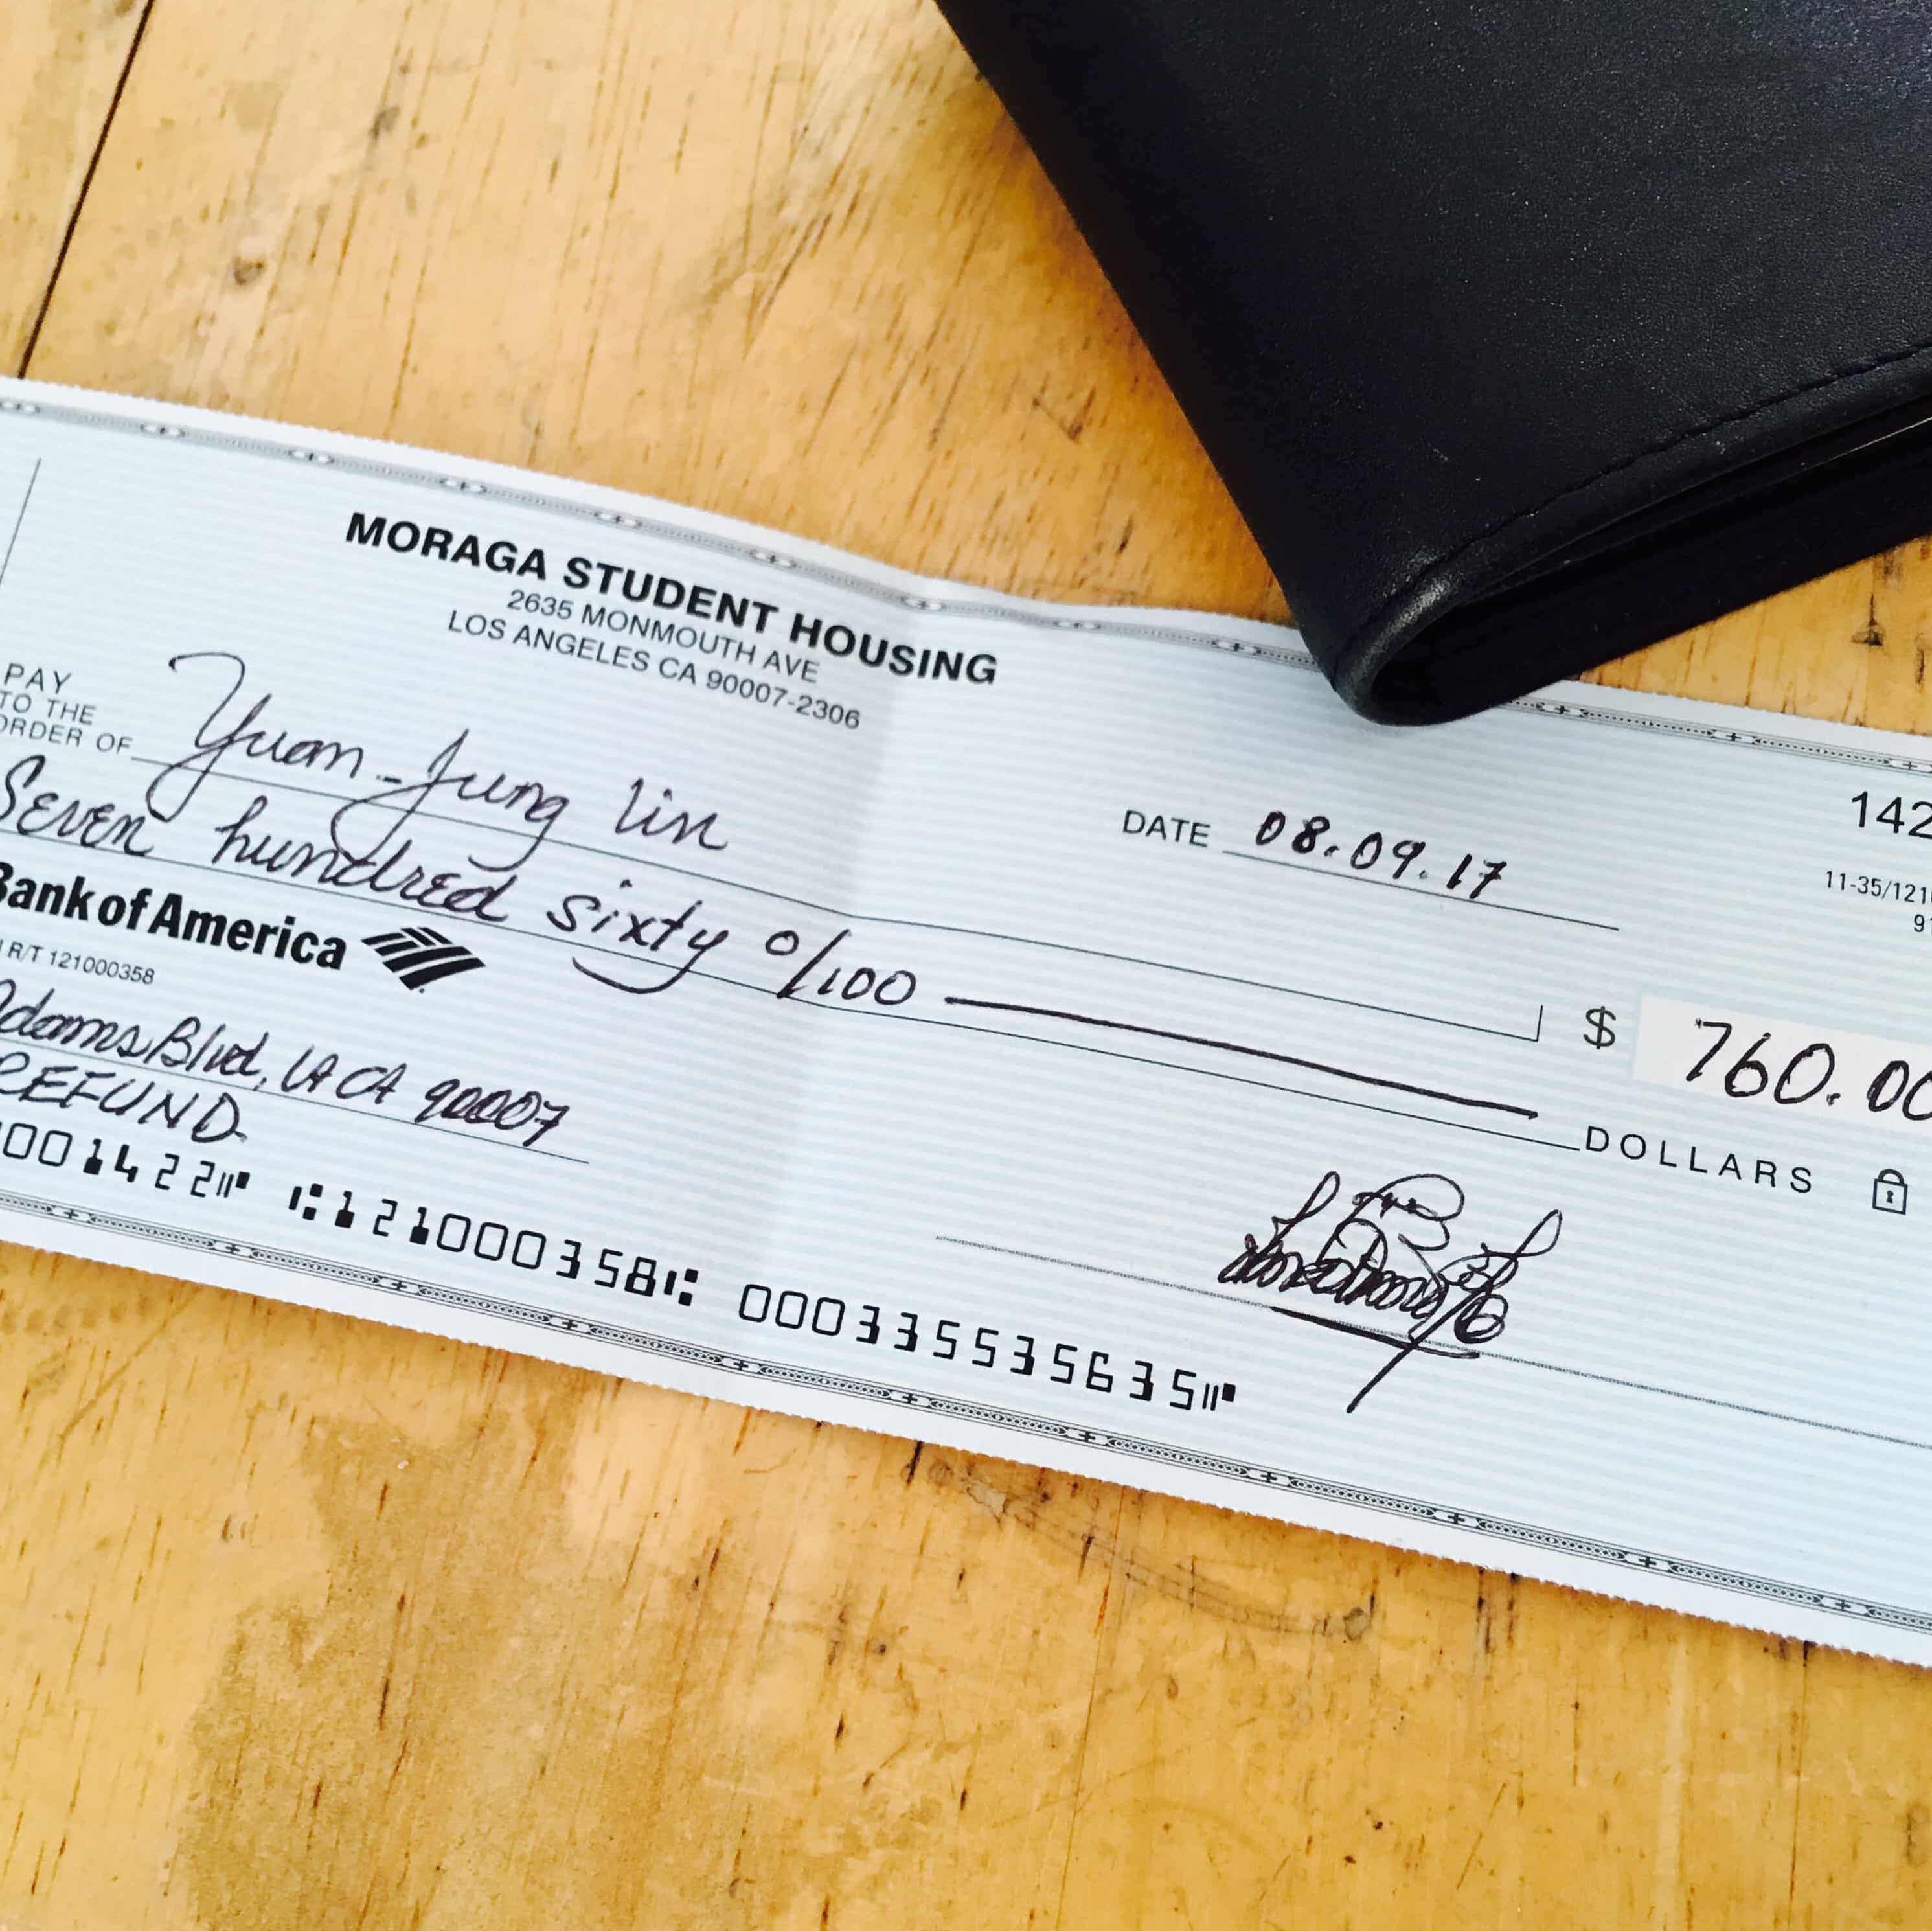 MORAGA STUDENT HOUSING
2635 MONMOUTH AVE
LOS ANGELES CA 90007-2306
142
11-35/121
91
DATE 08.09.17
PAY
TO THE
ORDER OF Yuan-Jung Lin
$ 760.00
Seven hundred sixty 0/100
DOLLARS
Bank of America
R/T 121000358
Adams Blvd, LA CA 90007
REFUND
001422 121000358 000335535635